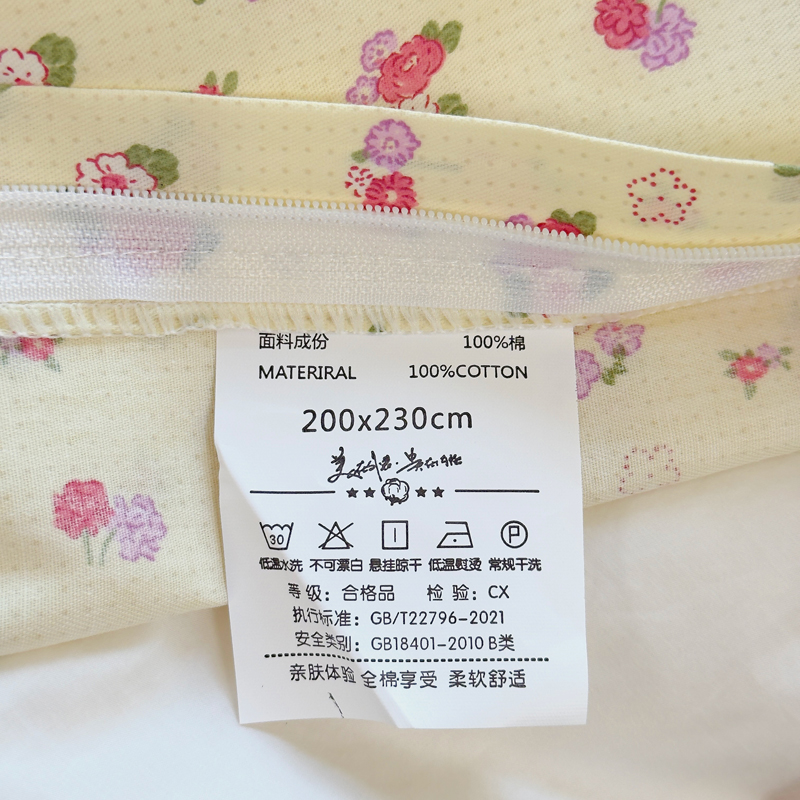 面料成份 100%棉
MATERIRAL 100%COTTON
200x230cm
30 P
低温水洗 不可漂白 悬挂晾干 低温熨烫 常规干洗
等级：合格品 检验：CX
执行标准：GB/T22796-2021
安全类别：GB18401-2010 B类
亲肤体验 全棉享受 柔软舒适